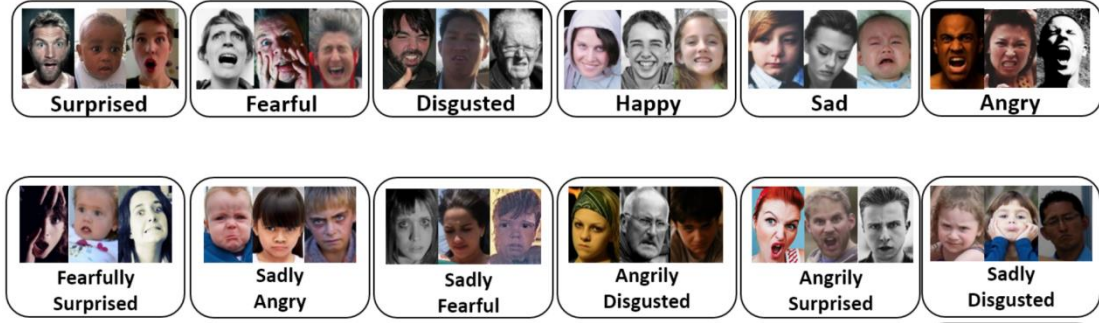 Surprised
Fearful
Disgusted
Happy
Sad
Angry
Fearfully
Surprised
Sadly
Angry
Sadly
Fearful
Angrily
Disgusted
Angrily
Surprised
Sadly
Disgusted